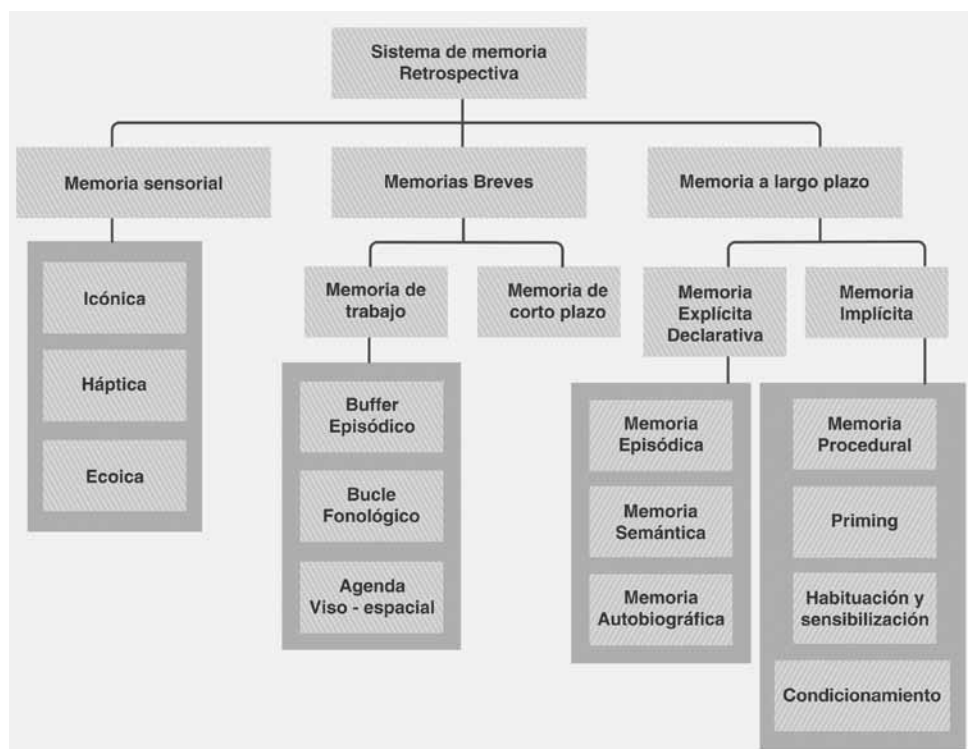 Sistema de memoria
Retrospectiva
Memoria sensorial
Memorias Breves
Memoria a largo plazo
Icónica
Háptica
Ecoica
Memoria de
trabajo
Memoria de
corto plazo
Buffer
Episódico
Bucle
Fonológico
Agenda
Viso - espacial
Memoria
Explícita
Declarativa
Memoria
Implícita
Memoria
Episódica
Memoria
Semántica
Memoria
Autobiográfica
Memoria
Procedural
Priming
Habituación y
sensibilización
Condicionamiento